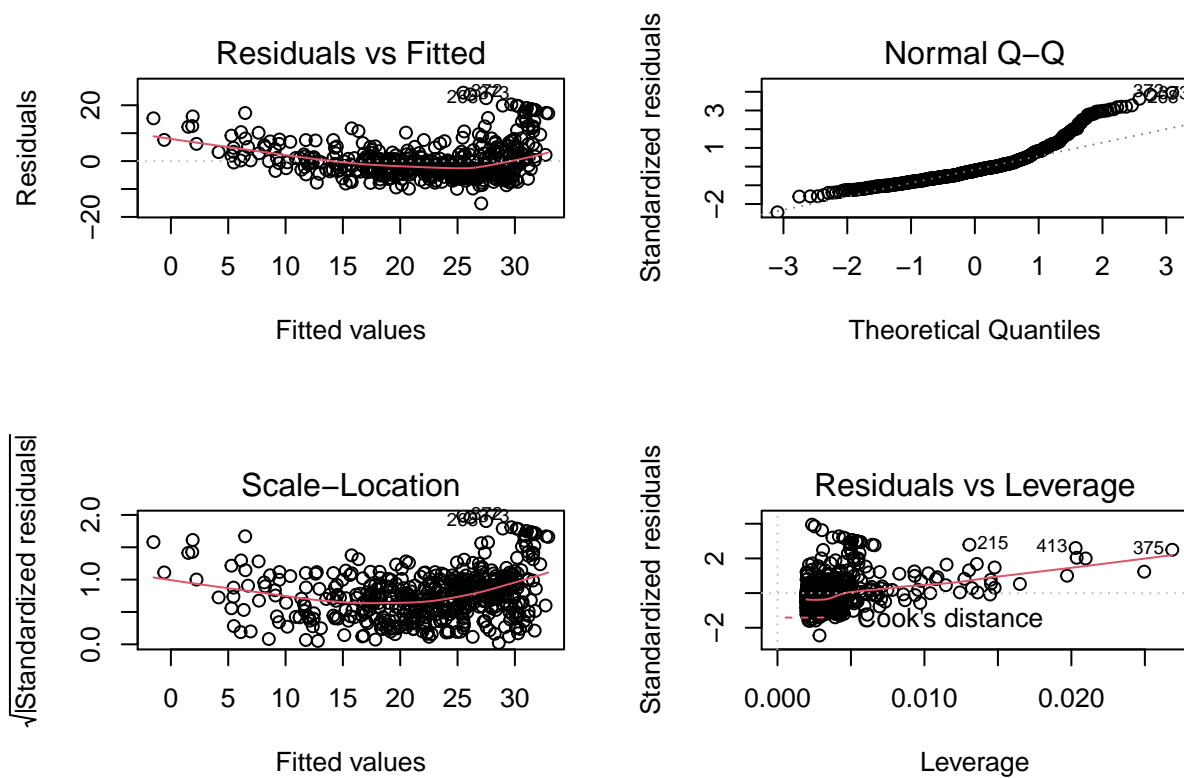 Residuals vs Fitted
Residuals
20
0
−20
0 5 10 15 20 25 30
Fitted values
372
Normal Q−Q
Standardized residuals
3
1
−2
−3 −2 −1 0 1 2 3
Theoretical Quantiles
Scale−Location
√|Standardized residuals|
2.0
1.0
0.0
0 5 10 15 20 25 30
Fitted values
Residuals vs Leverage
Standardized residuals
2
0
−2
215
413
375
Cook's distance
0.000 0.010 0.020
Leverage